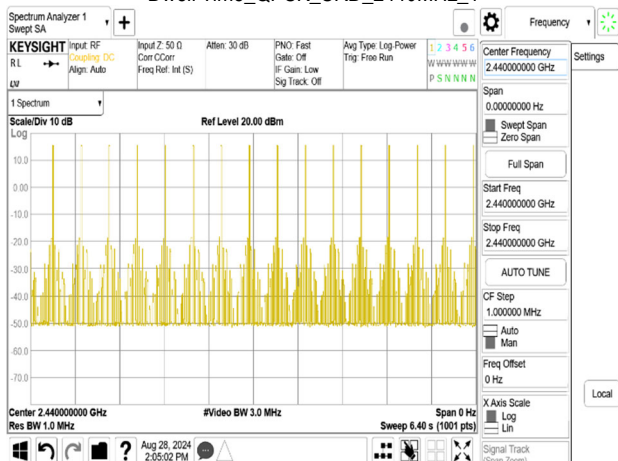 Spectrum Analyzer 1
Swept SA
+
Frequency
KEYSIGHT
RL
Input: RF
Coupling: DC
Align: Auto
Input Z: 50 Ω
Corr CCorr
Freq Ref: Int (S)
Atten: 30 dB
PNO: Fast
Gate: Off
IF Gain: Low
Sig Track: Off
Avg Type: Log-Power
Trig: Free Run
1 2 3 4 5 6
W W W W W W
P S N N N N
Center Frequency
2.440000000 GHz
Settings
Span
0.00000000 Hz
Swept Span
Zero Span
Full Span
Start Freq
2.440000000 GHz
Stop Freq
2.440000000 GHz
AUTO TUNE
CF Step
1.000000 MHz
Auto
Man
Freq Offset
0 Hz
X Axis Scale
Log
Lin
Local
Signal Track
(Span Zoom)
1 Spectrum
Scale/Div 10 dB
Ref Level 20.00 dBm
Log
10.0
0.00
-10.0
-20.0
-30.0
-40.0
-50.0
-60.0
-70.0
Center 2.440000000 GHz
#Video BW 3.0 MHz
Span 0 Hz
Res BW 1.0 MHz
Sweep 6.40 s (1001 pts)
?
Aug 28, 2024
2:05:02 PM